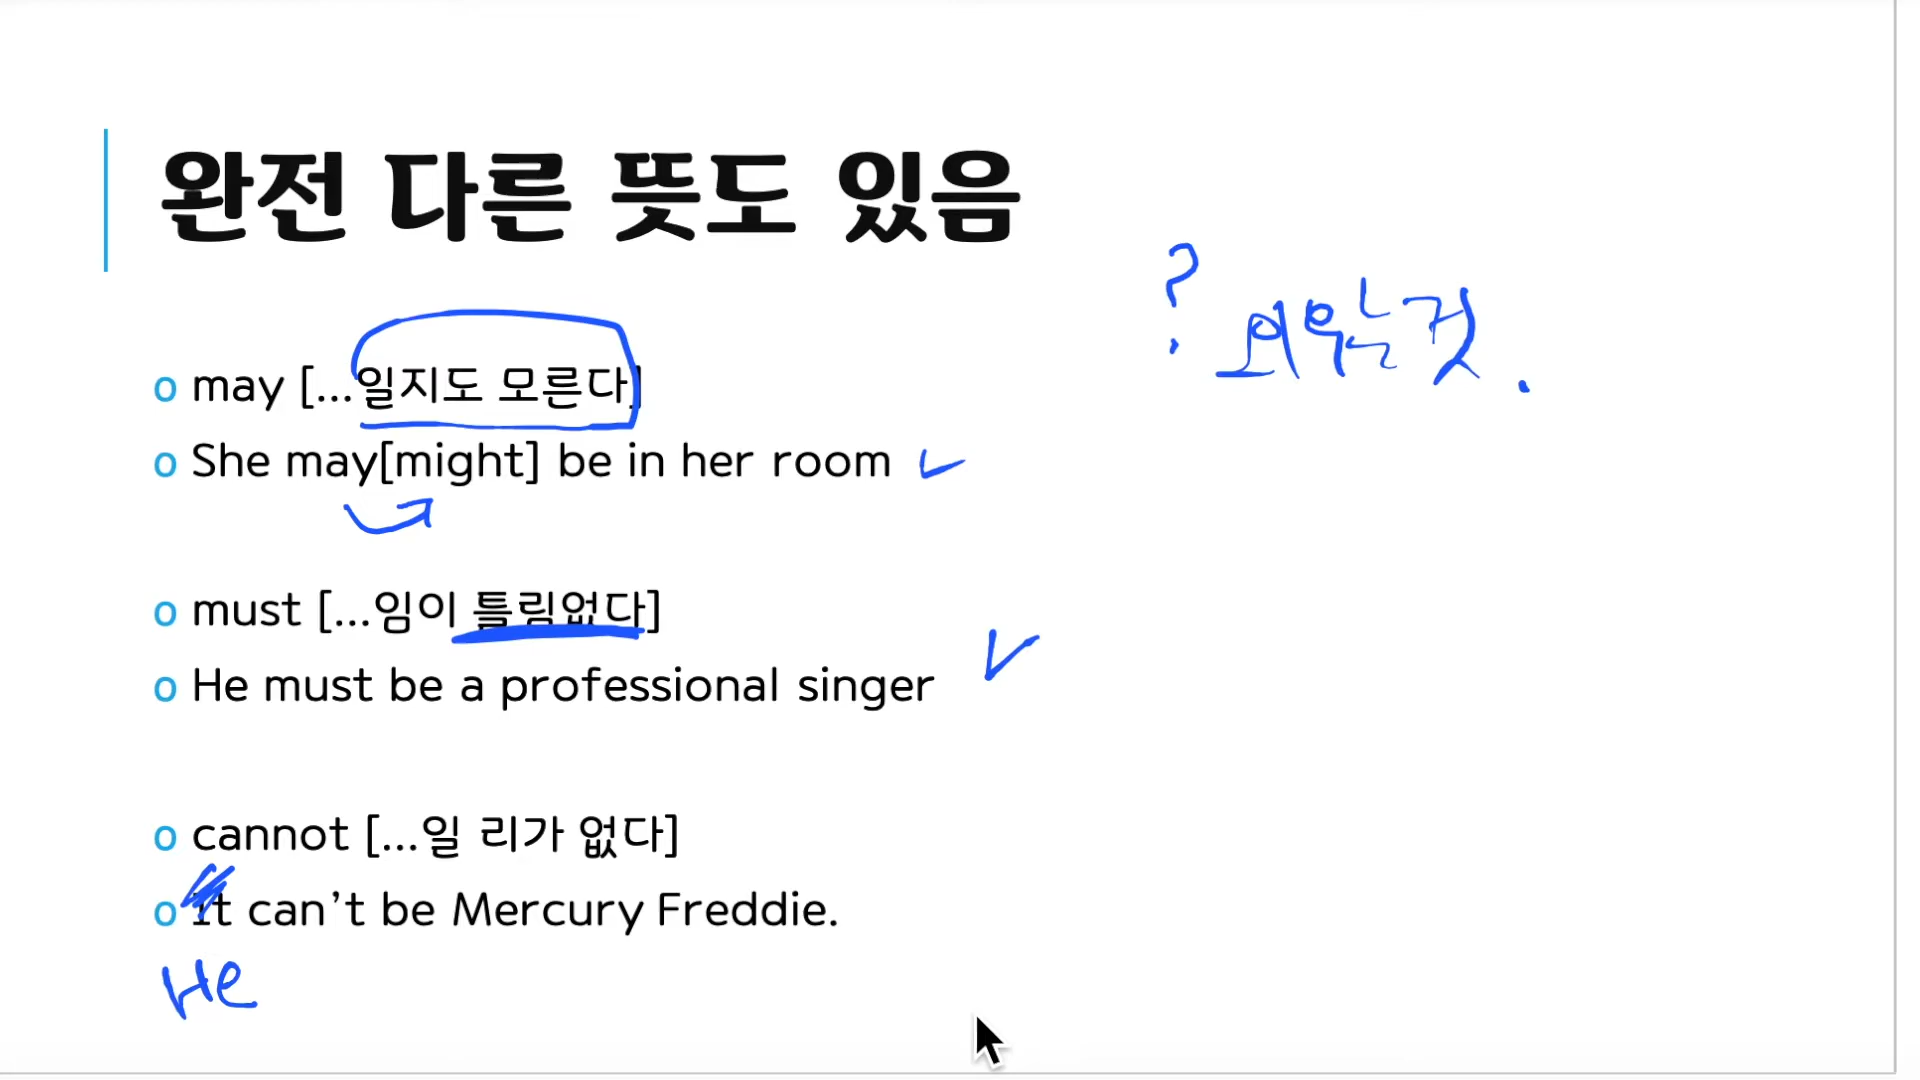 완전 다른 뜻도 있음
? 외우는 것.
o may [...일지도 모른다]
o She may[might] be in her room
o must [...임이 틀림없다]
o He must be a professional singer
o cannot [...일 리가 없다]
o It can't be Mercury Freddie.
He